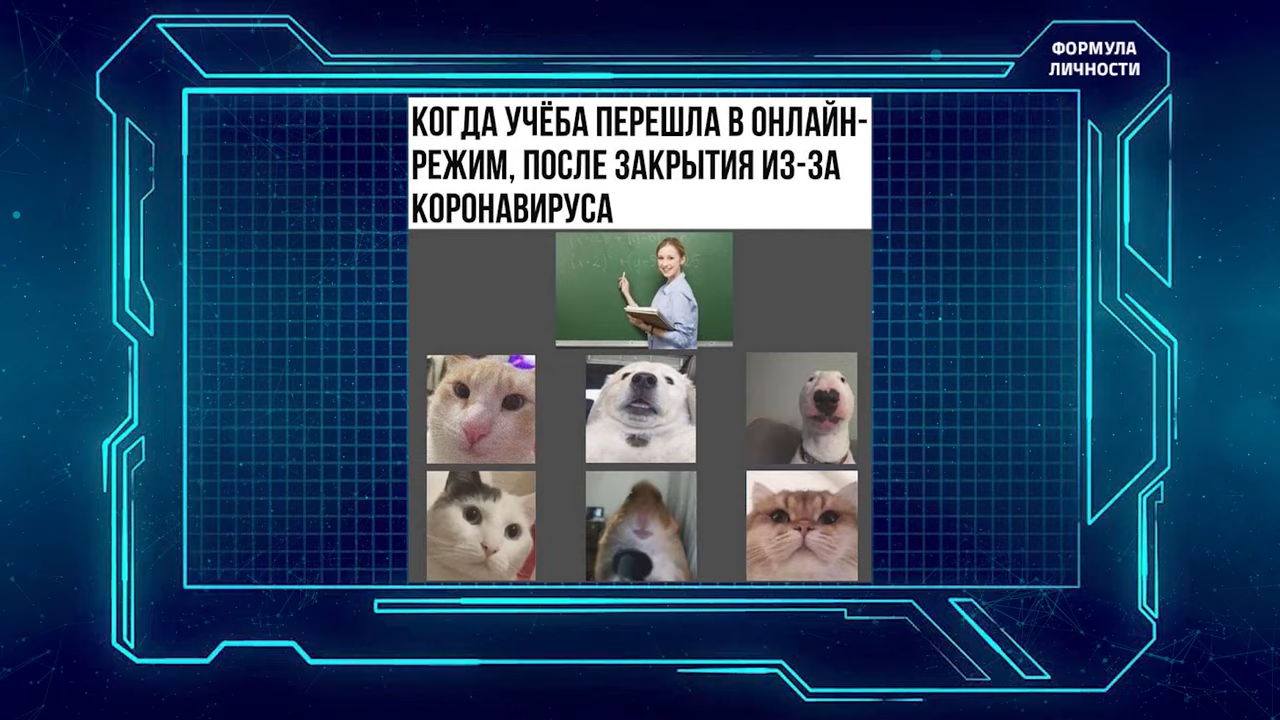 ФОРМУЛА
ЛИЧНОСТИ
КОГДА УЧЁБА ПЕРЕШЛА В ОНЛАЙН-
РЕЖИМ, ПОСЛЕ ЗАКРЫТИЯ ИЗ-ЗА
КОРОНАВИРУСА